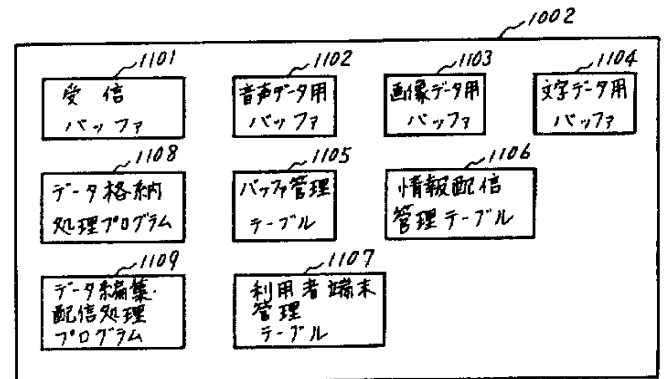 1002
1101
受信
バッファ
1102
音声データ用
バッファ
1103
画像データ用
バッファ
1104
文字データ用
バッファ
1108
データ格納
処理プログラム
1105
バッファ管理
テーブル
1106
情報配信
管理テーブル
1109
データ編集・
配信処理
プログラム
1107
利用者端末
管理
テーブル